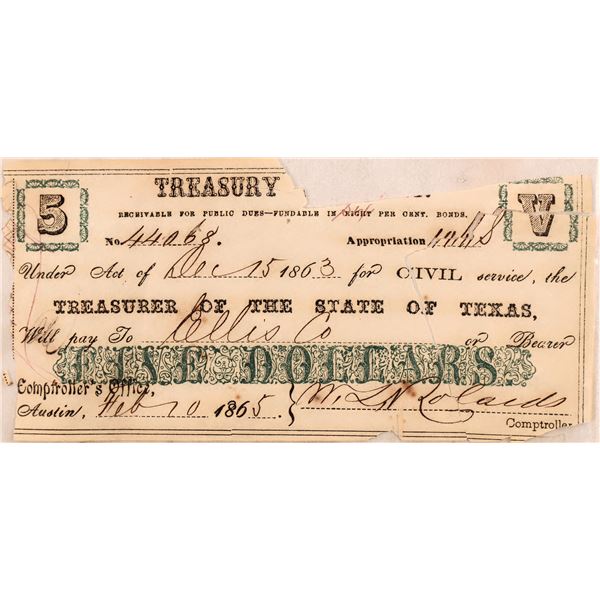 5 TREASURY V
RECEIVABLE FOR PUBLIC DUES—FUNDABLE IN EIGHT PER CENT. BONDS.
No. 44068. Appropriation
Under Act of Dec 15 1863 for CIVIL service, the
TREASURER OF THE STATE OF TEXAS,
Will pay To Ellis Co or Bearer
FIVE DOLLARS
Comptroller's Office,
Austin, Feb 1865
Comptroller